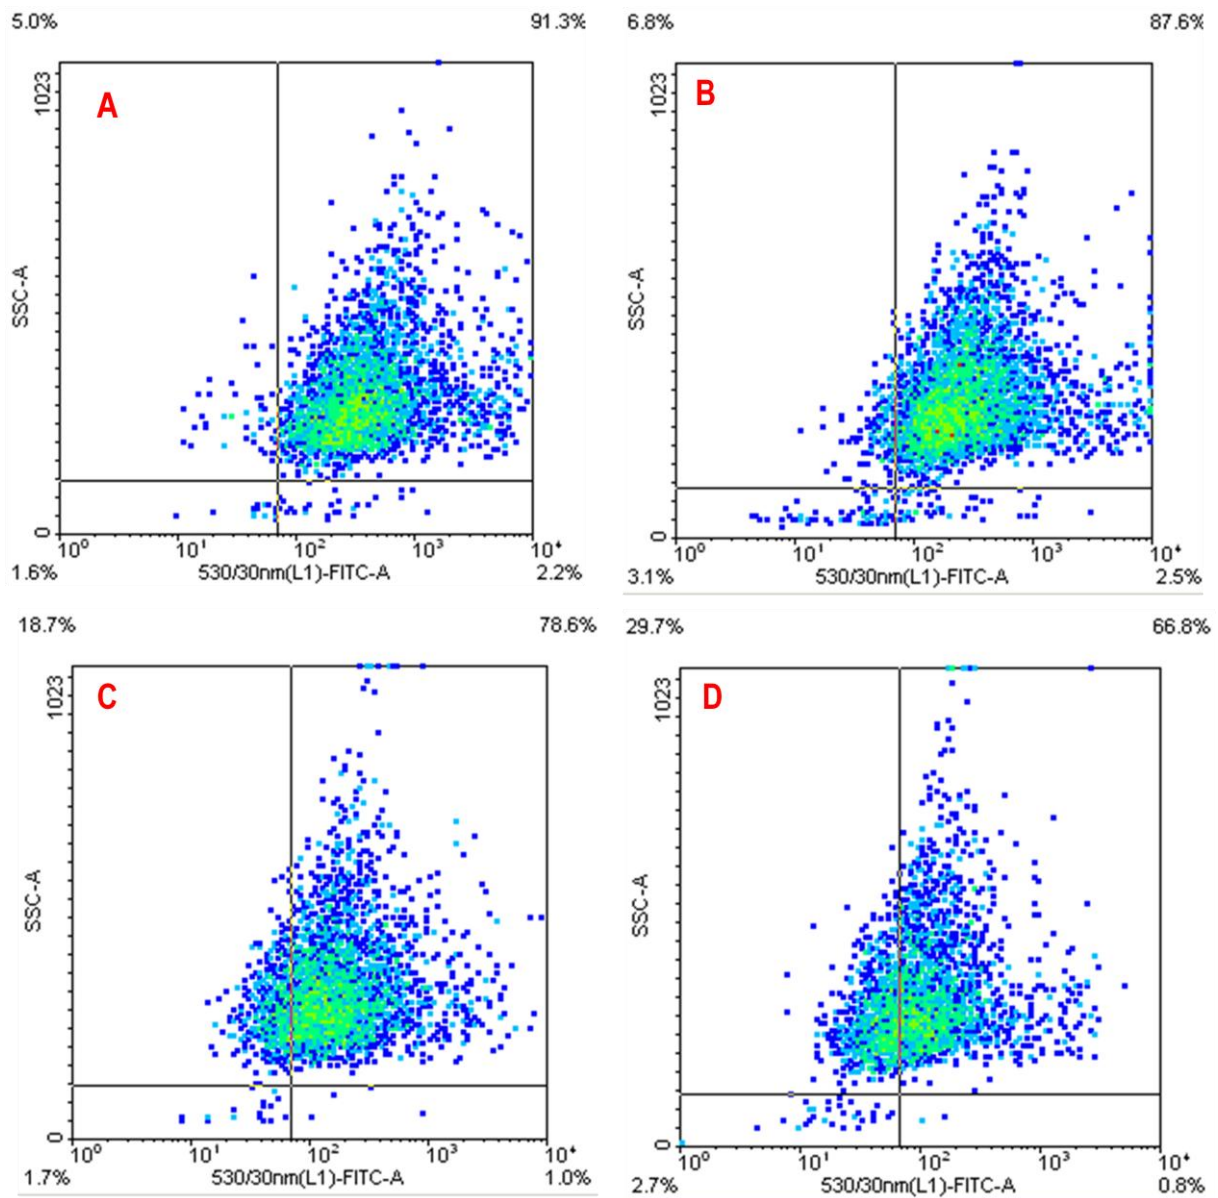 5.0% 91.3%
A
1023
SSC-A
0
10⁰ 10¹ 10² 10³ 10⁴
1.6% 530/30nm(L1)-FITC-A 2.2%
6.8% 87.6%
B
1023
SSC-A
0
10⁰ 10¹ 10² 10³ 10⁴
3.1% 530/30nm(L1)-FITC-A 2.5%
18.7% 78.6%
C
1023
SSC-A
0
10⁰ 10¹ 10² 10³ 10⁴
1.7% 530/30nm(L1)-FITC-A 1.0%
29.7% 66.8%
D
1023
SSC-A
0
10⁰ 10¹ 10² 10³ 10⁴
2.7% 530/30nm(L1)-FITC-A 0.8%